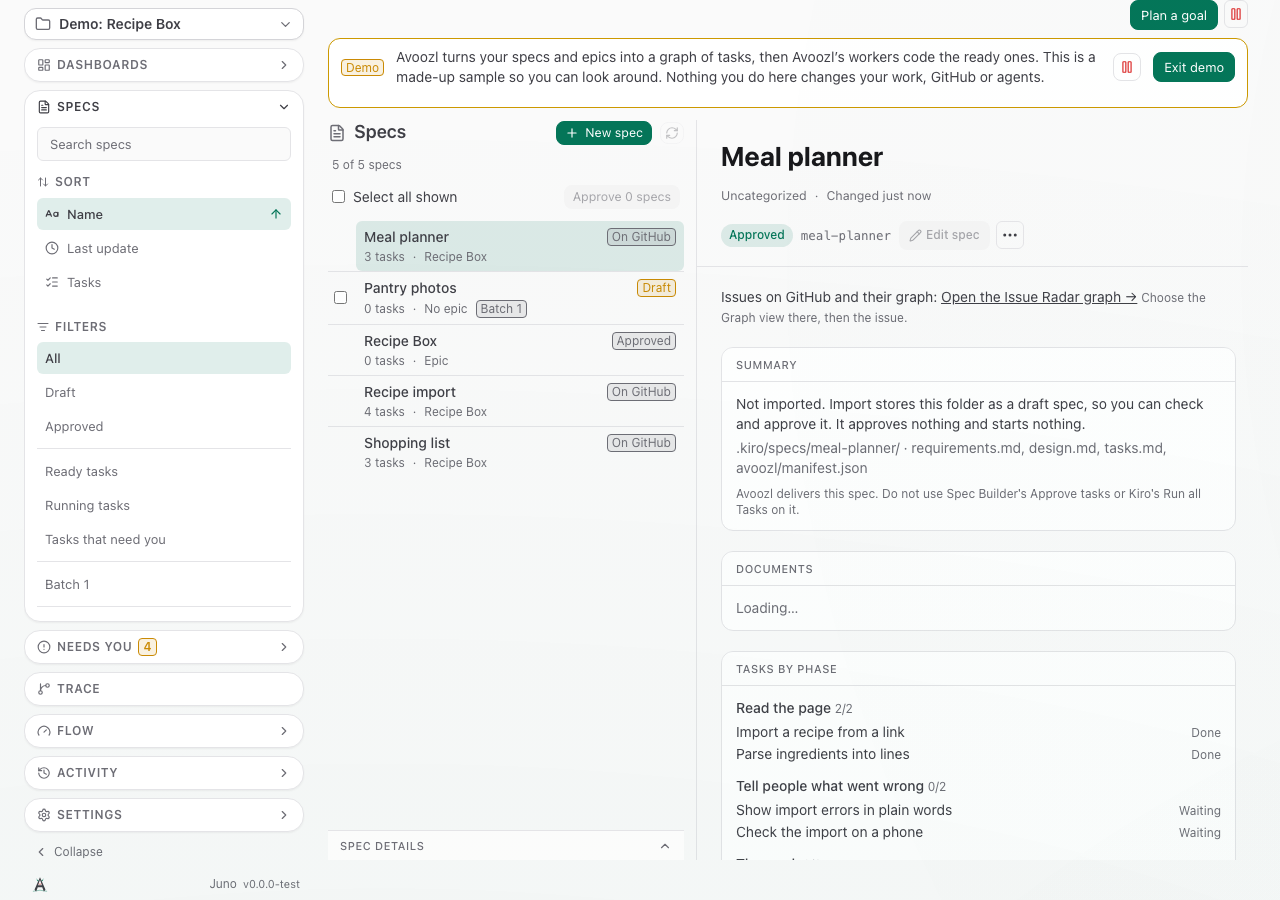 Demo: Recipe Box
DASHBOARDS
SPECS
Search specs
SORT
Aa Name
Last update
Tasks
FILTERS
All
Draft
Approved
Ready tasks
Running tasks
Tasks that need you
Batch 1
NEEDS YOU 4
TRACE
FLOW
ACTIVITY
SETTINGS
Collapse
Juno v0.0.0-test
Plan a goal
Demo
Avoozl turns your specs and epics into a graph of tasks, then Avoozl's workers code the ready ones. This is a
made-up sample so you can look around. Nothing you do here changes your work, GitHub or agents.
Exit demo
Specs
New spec
5 of 5 specs
Select all shown
Approve 0 specs
Meal planner
On GitHub
3 tasks · Recipe Box
Pantry photos
Draft
0 tasks · No epic Batch 1
Recipe Box
Approved
0 tasks · Epic
Recipe import
On GitHub
4 tasks · Recipe Box
Shopping list
On GitHub
3 tasks · Recipe Box
SPEC DETAILS
Meal planner
Uncategorized · Changed just now
Approved meal-planner Edit spec
Issues on GitHub and their graph: Open the Issue Radar graph → Choose the
Graph view there, then the issue.
SUMMARY
Not imported. Import stores this folder as a draft spec, so you can check
and approve it. It approves nothing and starts nothing.
.kiro/specs/meal-planner/ · requirements.md, design.md, tasks.md,
avoozl/manifest.json
Avoozl delivers this spec. Do not use Spec Builder's Approve tasks or Kiro's Run all
Tasks on it.
DOCUMENTS
Loading…
TASKS BY PHASE
Read the page 2/2
Import a recipe from a link Done
Parse ingredients into lines Done
Tell people what went wrong 0/2
Show import errors in plain words Waiting
Check the import on a phone Waiting